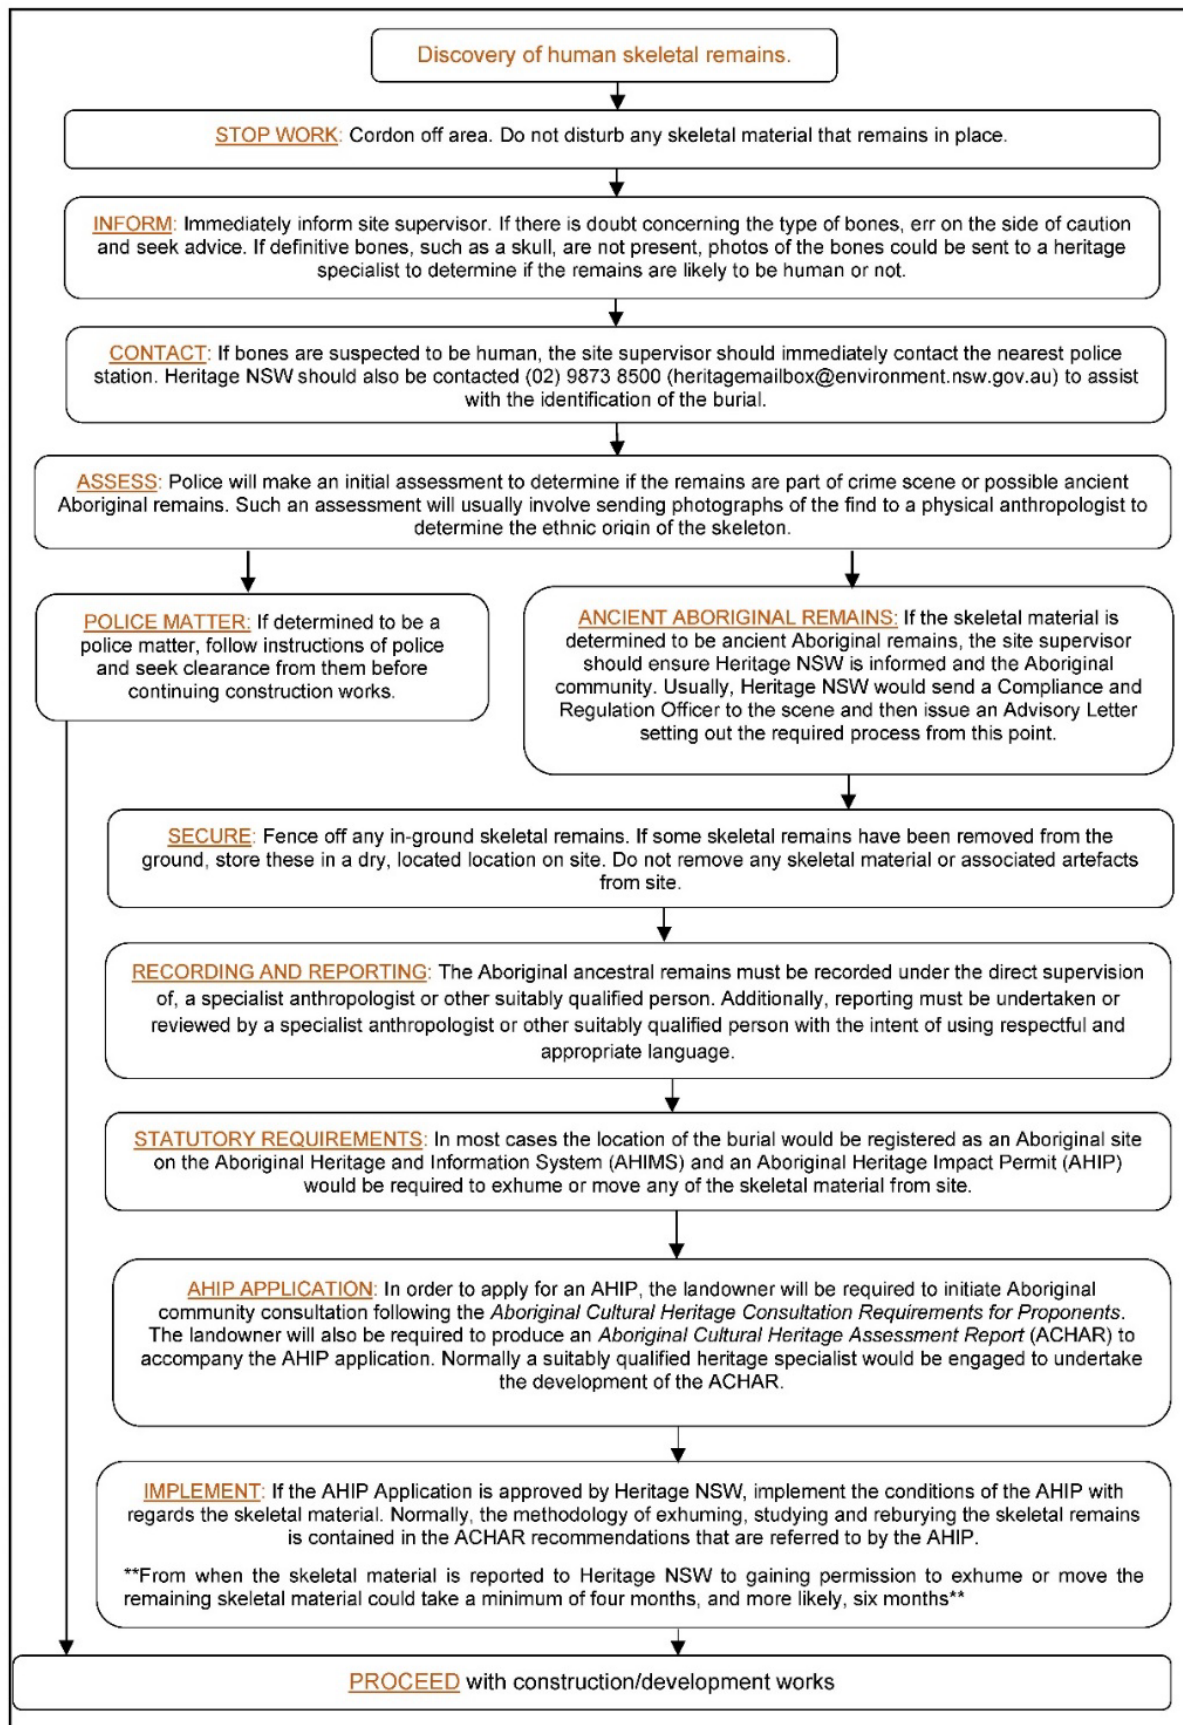 Discovery of human skeletal remains.
STOP WORK: Cordon off area. Do not disturb any skeletal material that remains in place.
INFORM: Immediately inform site supervisor. If there is doubt concerning the type of bones, err on the side of caution
and seek advice. If definitive bones, such as a skull, are not present, photos of the bones could be sent to a heritage
specialist to determine if the remains are likely to be human or not.
CONTACT: If bones are suspected to be human, the site supervisor should immediately contact the nearest police
station. Heritage NSW should also be contacted (02) 9873 8500 (heritagemailbox@environment.nsw.gov.au) to assist
with the identification of the burial.
ASSESS: Police will make an initial assessment to determine if the remains are part of crime scene or possible ancient
Aboriginal remains. Such an assessment will usually involve sending photographs of the find to a physical anthropologist to
determine the ethnic origin of the skeleton.
POLICE MATTER: If determined to be a
police matter, follow instructions of police
and seek clearance from them before
continuing construction works.
ANCIENT ABORIGINAL REMAINS: If the skeletal material is
determined to be ancient Aboriginal remains, the site supervisor
should ensure Heritage NSW is informed and the Aboriginal
community. Usually, Heritage NSW would send a Compliance and
Regulation Officer to the scene and then issue an Advisory Letter
setting out the required process from this point.
SECURE: Fence off any in-ground skeletal remains. If some skeletal remains have been removed from the
ground, store these in a dry, located location on site. Do not remove any skeletal material or associated artefacts
from site.
RECORDING AND REPORTING: The Aboriginal ancestral remains must be recorded under the direct supervision
of, a specialist anthropologist or other suitably qualified person. Additionally, reporting must be undertaken or
reviewed by a specialist anthropologist or other suitably qualified person with the intent of using respectful and
appropriate language.
STATUTORY REQUIREMENTS: In most cases the location of the burial would be registered as an Aboriginal site
on the Aboriginal Heritage and Information System (AHIMS) and an Aboriginal Heritage Impact Permit (AHIP)
would be required to exhume or move any of the skeletal material from site.
AHIP APPLICATION: In order to apply for an AHIP, the landowner will be required to initiate Aboriginal
community consultation following the Aboriginal Cultural Heritage Consultation Requirements for Proponents.
The landowner will also be required to produce an Aboriginal Cultural Heritage Assessment Report (ACHAR) to
accompany the AHIP application. Normally a suitably qualified heritage specialist would be engaged to undertake
the development of the ACHAR.
IMPLEMENT: If the AHIP Application is approved by Heritage NSW, implement the conditions of the AHIP with
regards the skeletal material. Normally, the methodology of exhuming, studying and reburying the skeletal remains
is contained in the ACHAR recommendations that are referred to by the AHIP.
**From when the skeletal material is reported to Heritage NSW to gaining permission to exhume or move the
remaining skeletal material could take a minimum of four months, and more likely, six months**
PROCEED with construction/development works